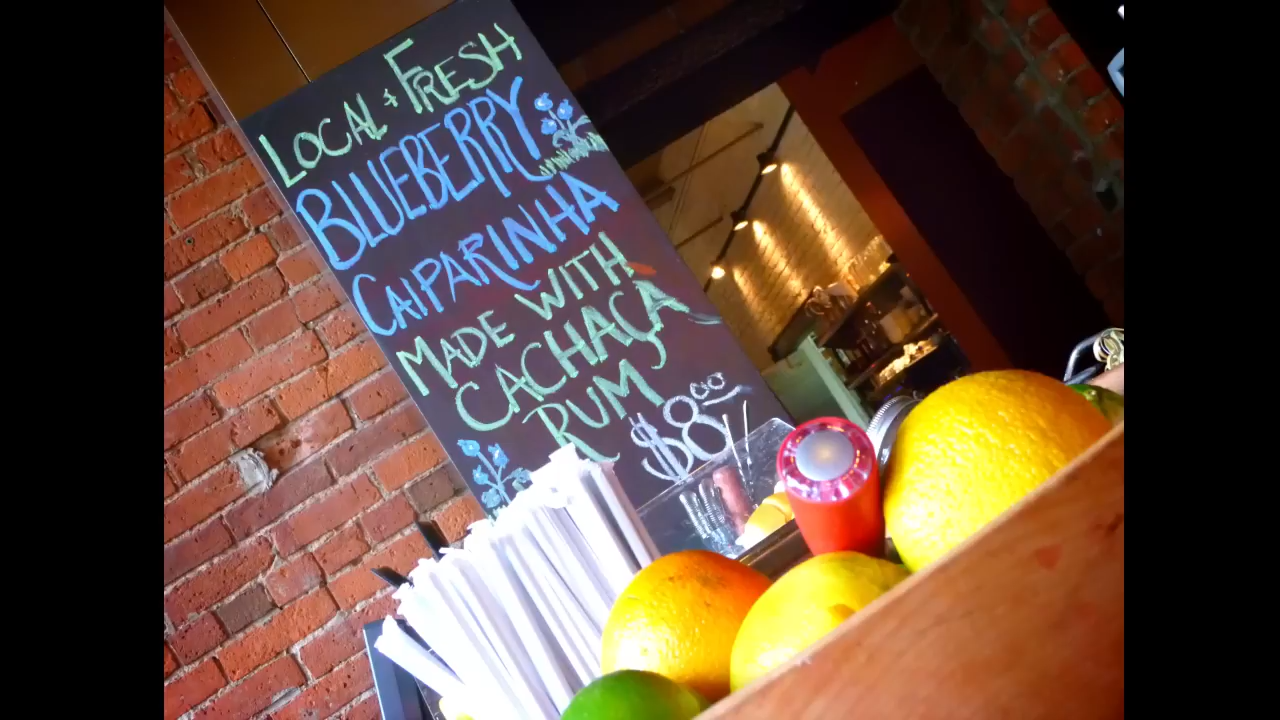 LOCAL + FRESH
BLUEBERRY
CAIPARINHA
MADE WITH
CACHAÇA
RUM
$8.00